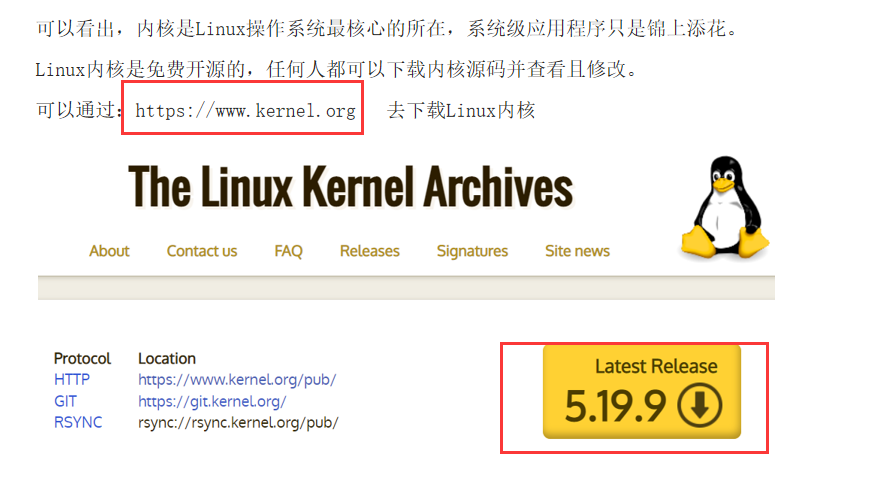 可以看出，内核是Linux操作系统最核心的所在，系统级应用程序只是锦上添花。
Linux内核是免费开源的，任何人都可以下载内核源码并查看且修改。
可以通过：https://www.kernel.org 去下载Linux内核
The Linux Kernel Archives
About Contact us FAQ Releases Signatures Site news
Protocol Location
HTTP https://www.kernel.org/pub/
GIT https://git.kernel.org/
RSYNC rsync://rsync.kernel.org/pub/
Latest Release
5.19.9